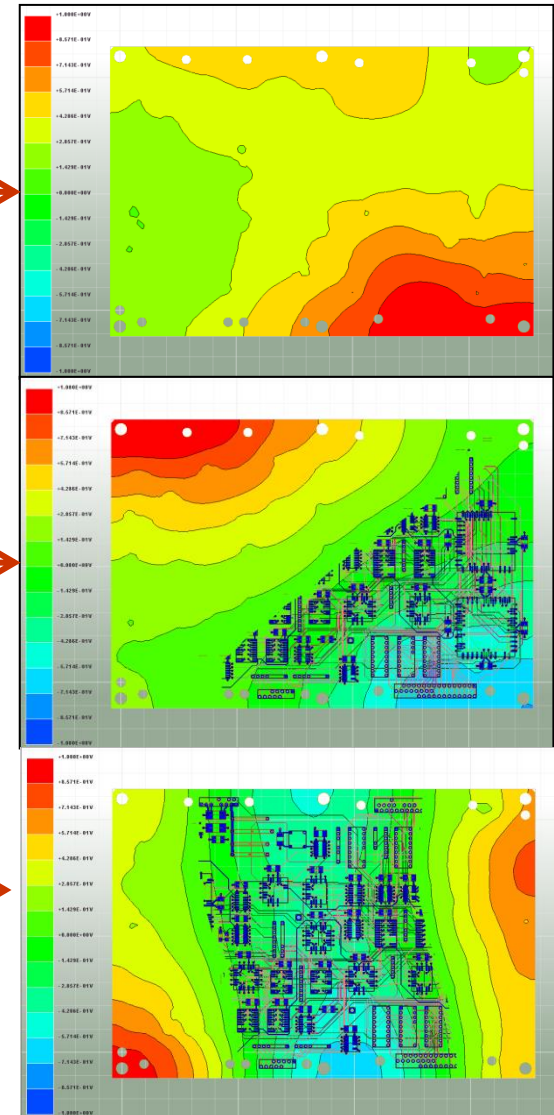 +1.000E+00V
+8.571E-01V
+7.143E-01V
+5.714E-01V
+4.286E-01V
+2.857E-01V
+1.429E-01V
+0.000E+00V
-1.429E-01V
-2.857E-01V
-4.286E-01V
-5.714E-01V
-7.143E-01V
-8.571E-01V
-1.000E+00V
+1.000E+00V
+8.571E-01V
+7.143E-01V
+5.714E-01V
+4.286E-01V
+2.857E-01V
+1.429E-01V
+0.000E+00V
-1.429E-01V
-2.857E-01V
-4.286E-01V
-5.714E-01V
-7.143E-01V
-8.571E-01V
-1.000E+00V
+1.000E+00V
+8.571E-01V
+7.143E-01V
+5.714E-01V
+4.286E-01V
+2.857E-01V
+1.429E-01V
+0.000E+00V
-1.429E-01V
-2.857E-01V
-4.286E-01V
-5.714E-01V
-7.143E-01V
-8.571E-01V
-1.000E+00V